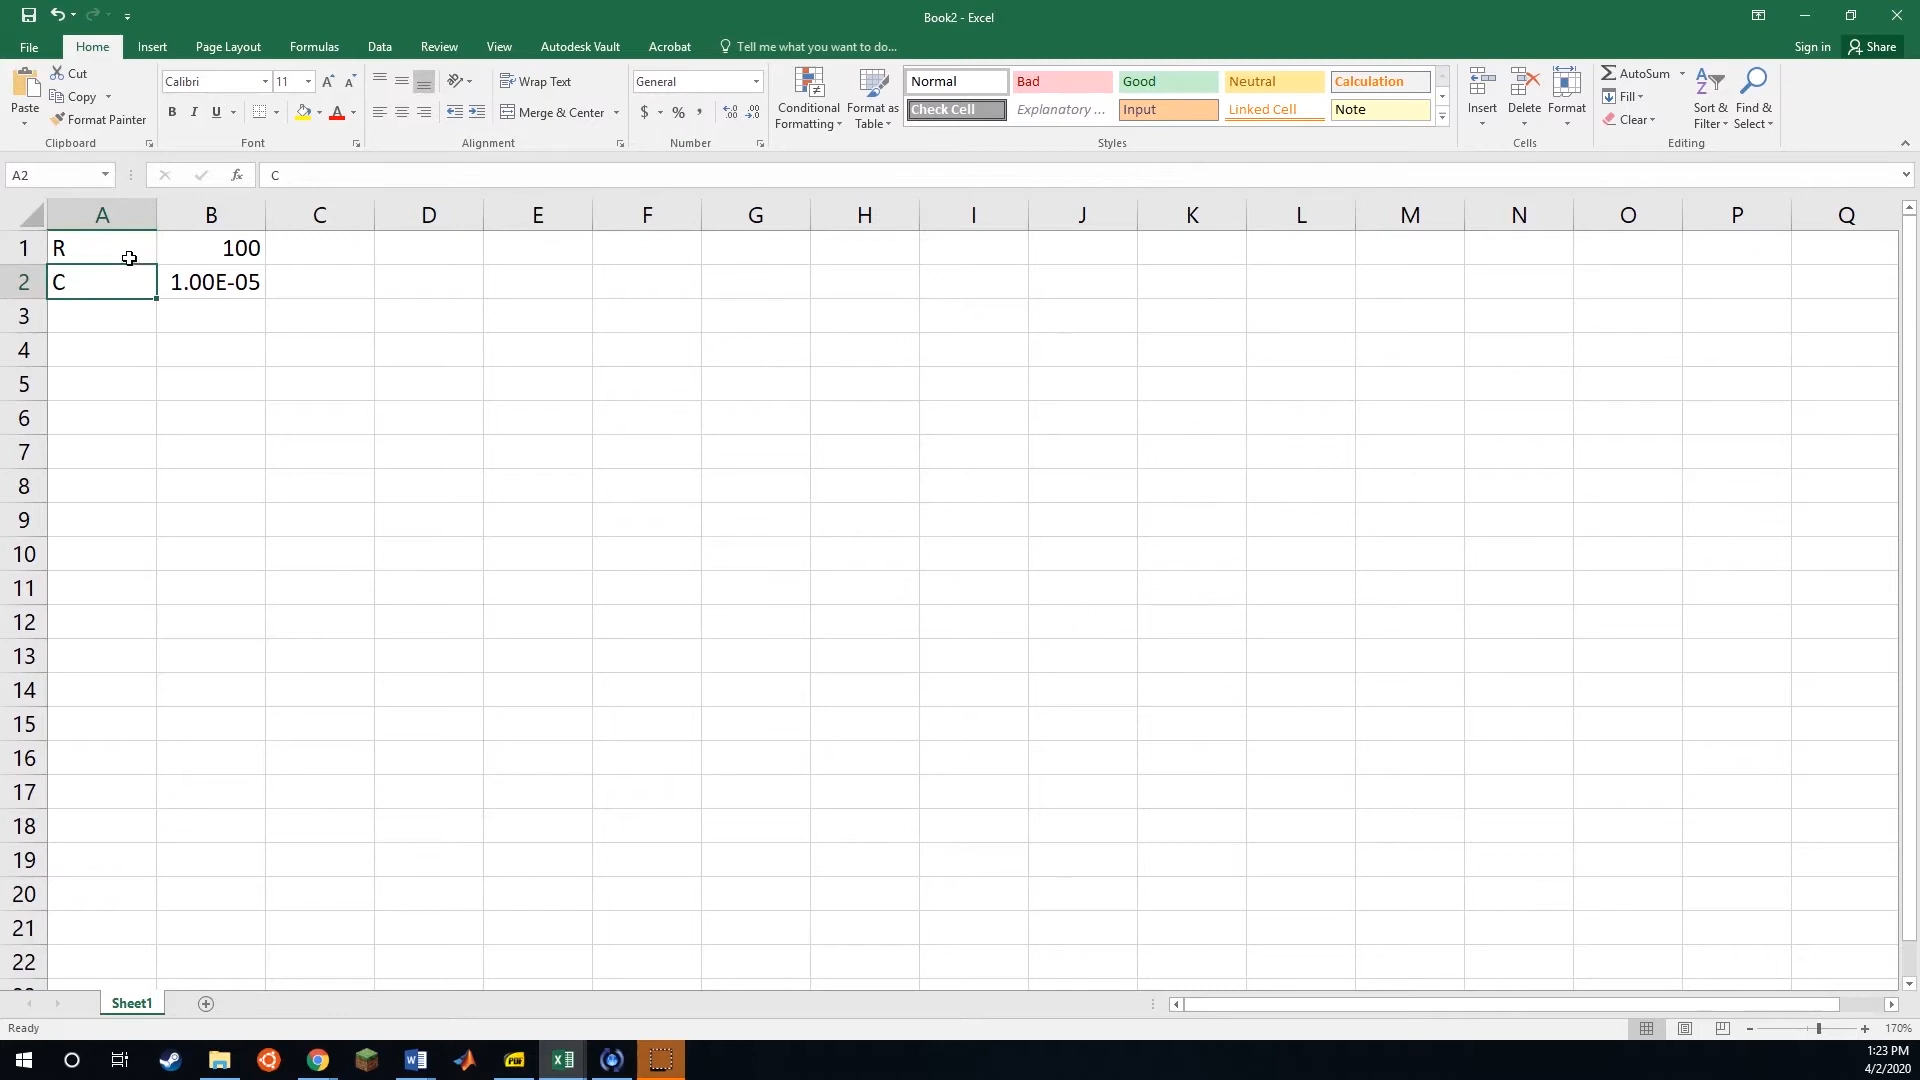 Book2 - Excel
File Home Insert Page Layout Formulas Data Review View Autodesk Vault Acrobat Tell me what you want to do... Sign in Share
Paste
Cut
Copy
Format Painter
Clipboard
Calibri 11
B I U
Font
Wrap Text
Merge & Center
Alignment
General
$ % ,
Number
Conditional Formatting
Format as Table
Normal Bad Good Neutral Calculation
Check Cell Explanatory ... Input Linked Cell Note
Styles
Insert Delete Format
Cells
AutoSum
Fill
Clear
Sort & Filter
Find & Select
Editing
A2 fx C
A B C D E F G H I J K L M N O P Q
1 R 100
2 C 1.00E-05
3
4
5
6
7
8
9
10
11
12
13
14
15
16
17
18
19
20
21
22
Sheet1
Ready 170%
1:23 PM
4/2/2020